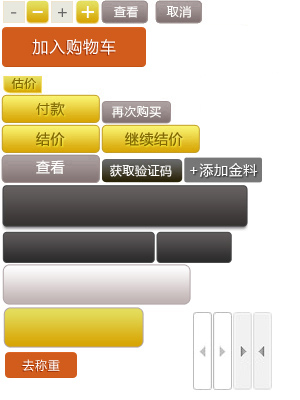 - − + + 查看 取消
加入购物车
估价
付款 再次购买
结价 继续结价
查看 获取验证码 +添加金料
去称重